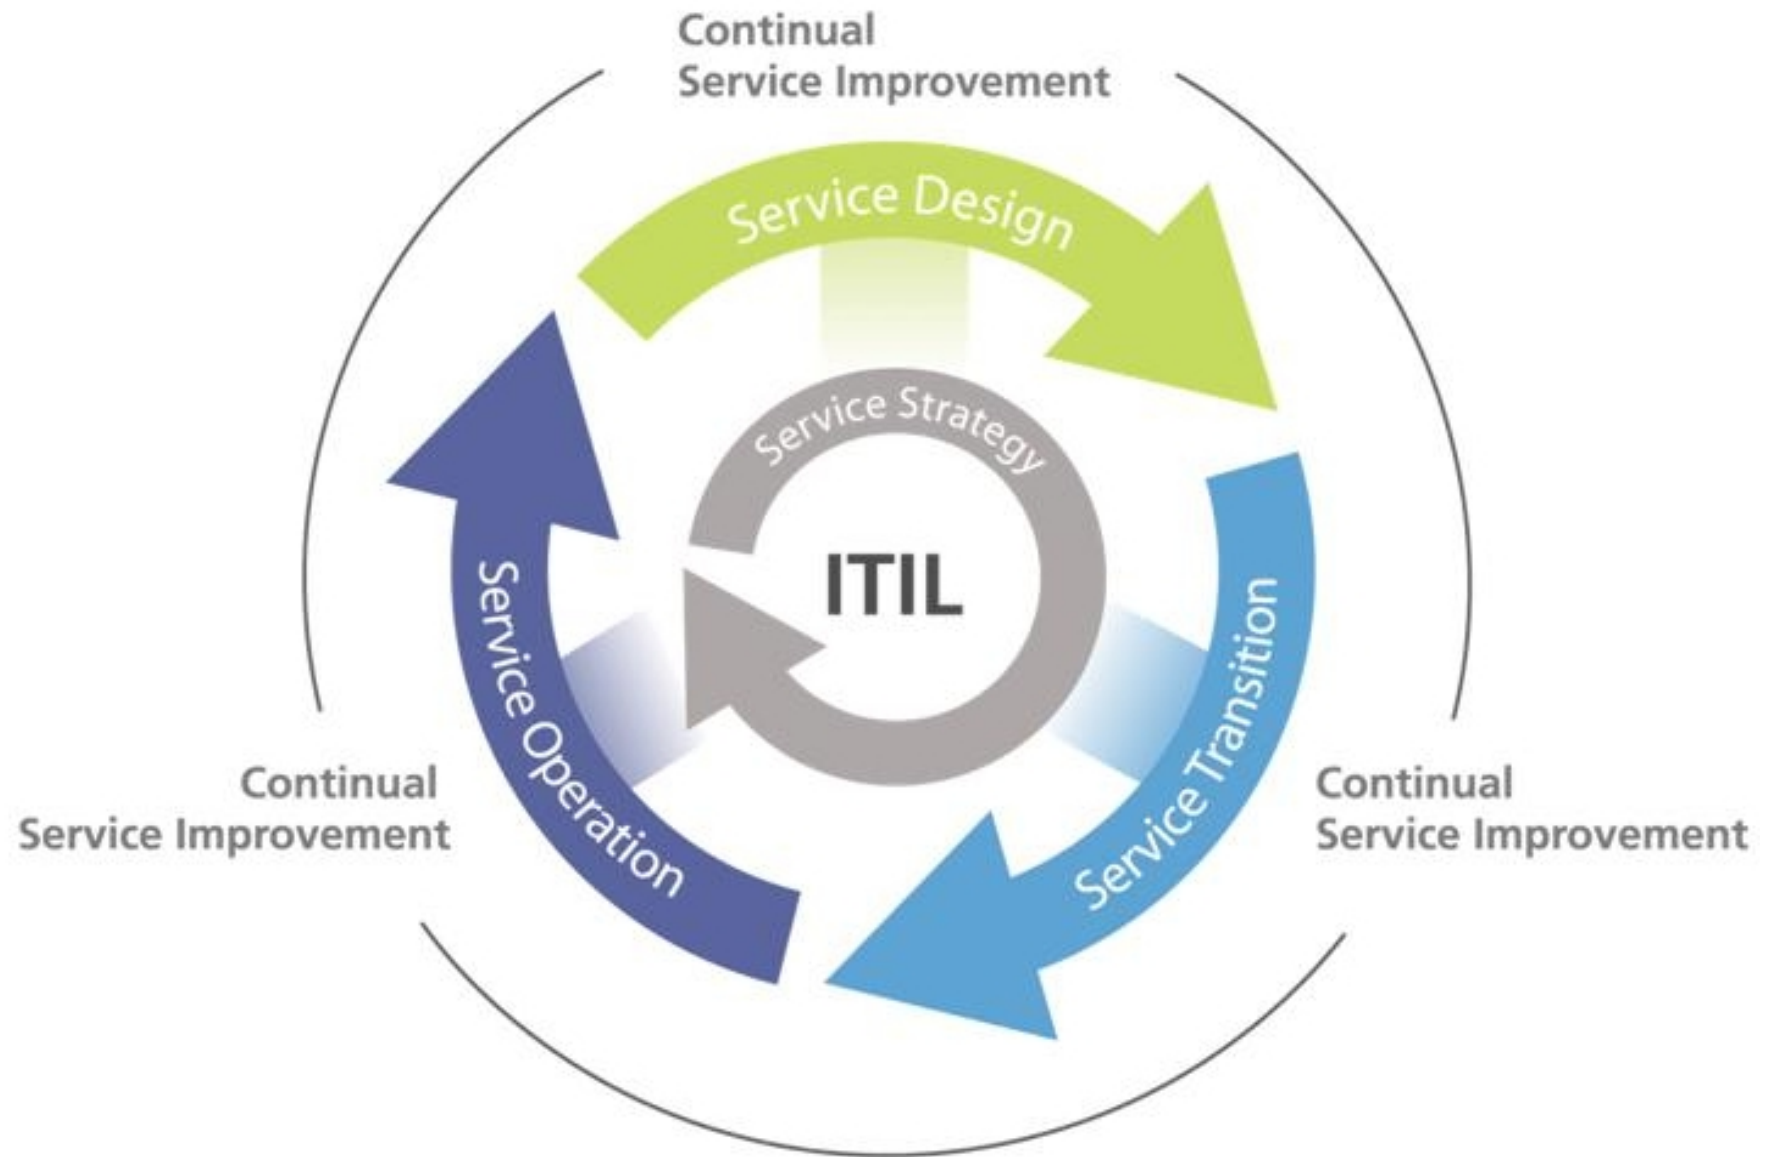 Continual
Service Improvement
Service Design
Service Strategy
ITIL
Service Operation
Service Transition
Continual
Service Improvement
Continual
Service Improvement